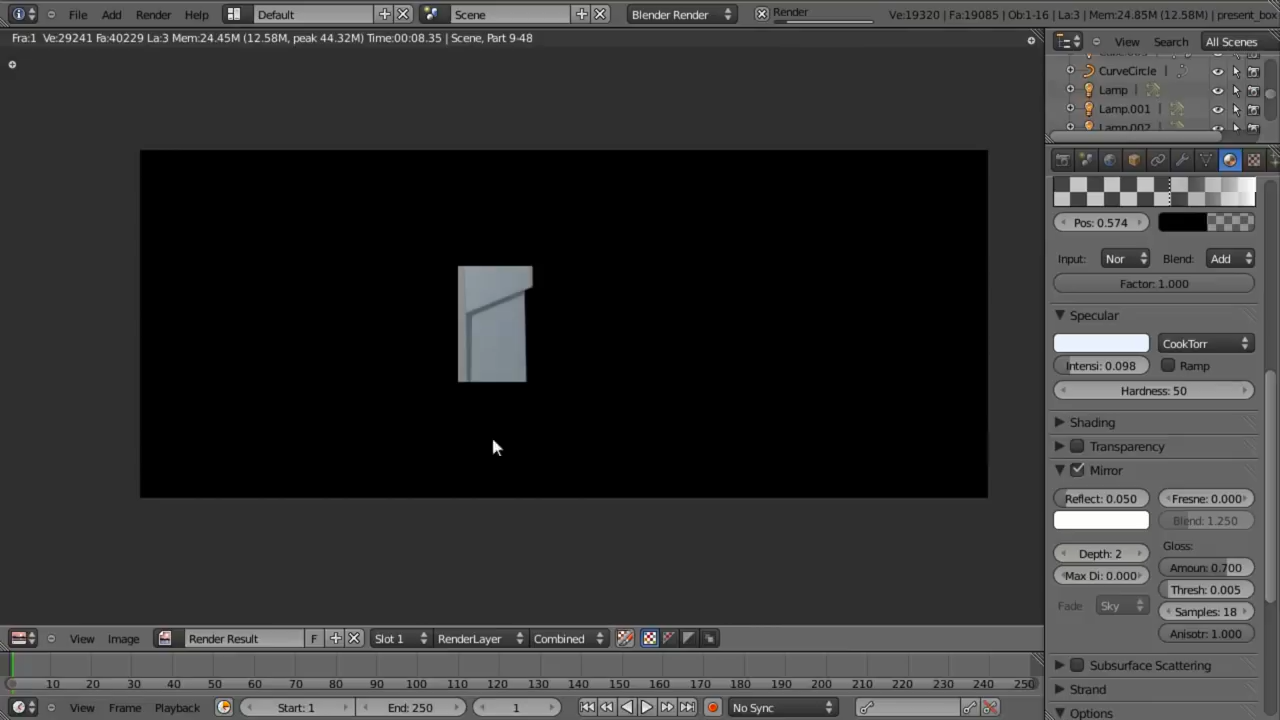 File Add Render Help Default Scene Blender Render Render Ve:19320 | Fa:19085 | Ob:1-16 | La:3 | Mem:24.85M (12.58M) | present_box
Fra:1 Ve:29241 Fa:40229 La:3 Mem:24.45M (12.58M, peak 44.32M) Time:00:08.35 | Scene, Part 9-48
View Search All Scenes
CurveCircle
Lamp
Lamp.001
Lamp.002
Pos: 0.574
Input: Nor Blend: Add
Factor: 1.000
Specular
CookTorr
Intensi: 0.098 Ramp
Hardness: 50
Shading
Transparency
Mirror
Reflect: 0.050 Fresne: 0.000
Blend: 1.250
Depth: 2 Gloss:
Amoun: 0.700
Max Di: 0.000
Thresh: 0.005
Fade Sky
Samples: 18
Anisotr: 1.000
Subsurface Scattering
Strand
Options
View Image Render Result F Slot 1 RenderLayer Combined
10 20 30 40 50 60 70 80 90 100 110 120 130 140 150 160 170 180 190 200 210 220 230 240 250
View Frame Playback Start: 1 End: 250 1 No Sync